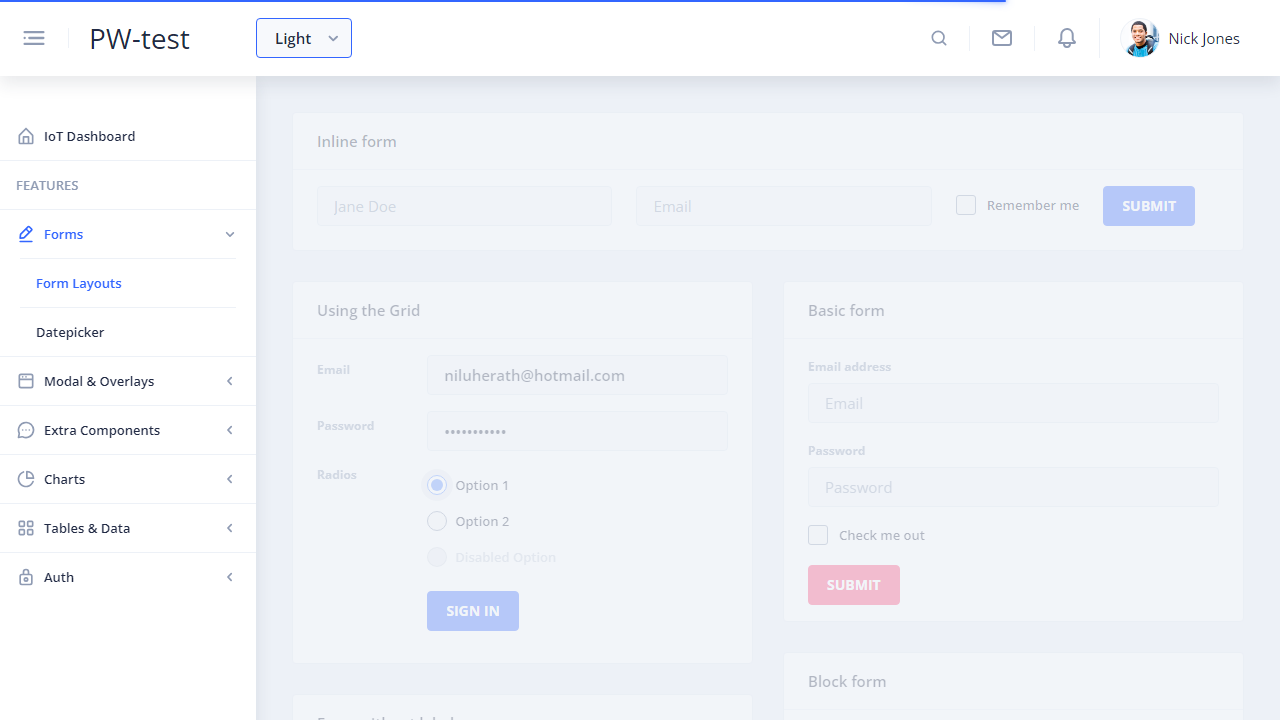 PW-test
Light
Nick Jones
IoT Dashboard
FEATURES
Forms
Form Layouts
Datepicker
Modal & Overlays
Extra Components
Charts
Tables & Data
Auth
Inline form
Jane Doe
Email
Remember me
SUBMIT
Using the Grid
Email
niluherath@hotmail.com
Password
•••••••••••
Radios
Option 1
Option 2
Disabled Option
SIGN IN
Basic form
Email address
Email
Password
Password
Check me out
SUBMIT
Block form